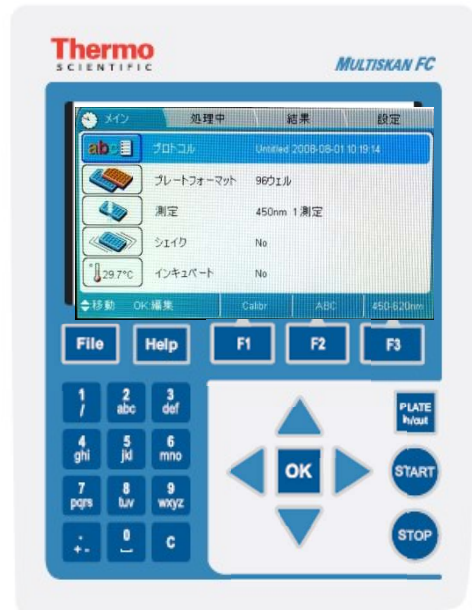 Thermo
SCIENTIFIC
MULTISKAN FC
メイン 処理中 結果 設定
abc プロトコル Untitled 2008-08-01 10:19:14
プレートフォーマット 96ウエル
測定 450nm 1 測定
シェイク No
29.7°C インキュベート No
移動 OK:編集 Calibr ABC 450-620nm
File Help F1 F2 F3
1 / 2 abc 3 def
PLATE
In/out
4 ghi 5 jkl 6 mno
OK START
7 pqrs 8 tuv 9 wxyz
. + - 0 C
STOP